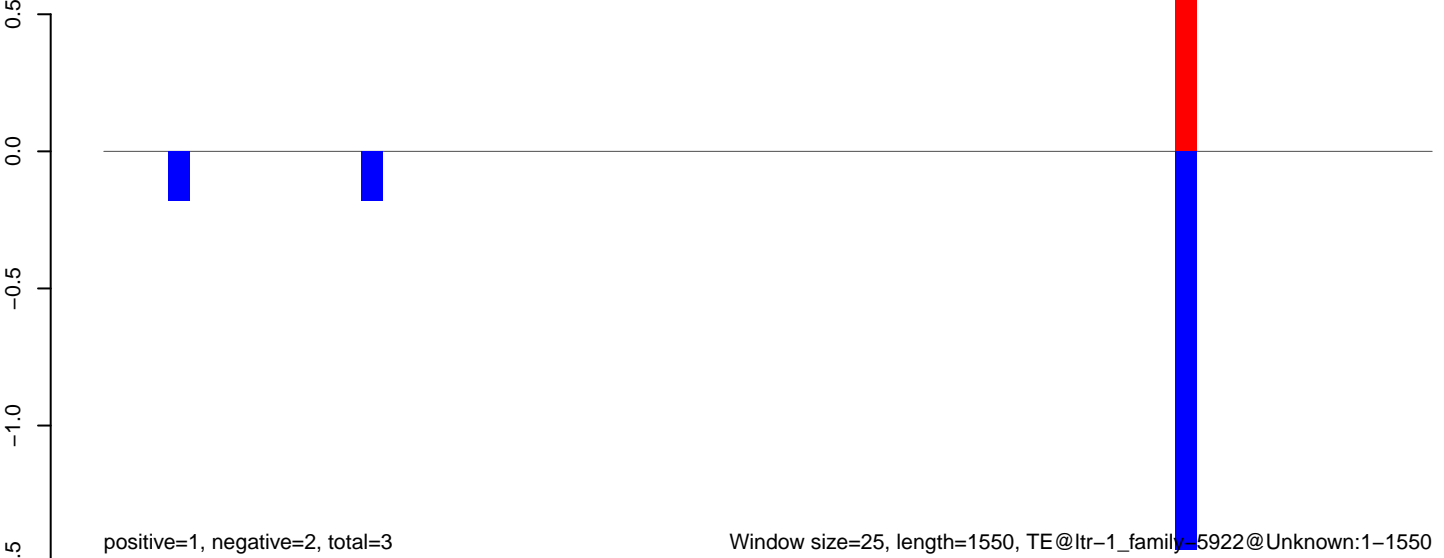 0.5
0.0
−0.5
−1.0
.5
positive=1, negative=2, total=3
Window size=25, length=1550, TE@ltr−1_family−5922@Unknown:1−1550